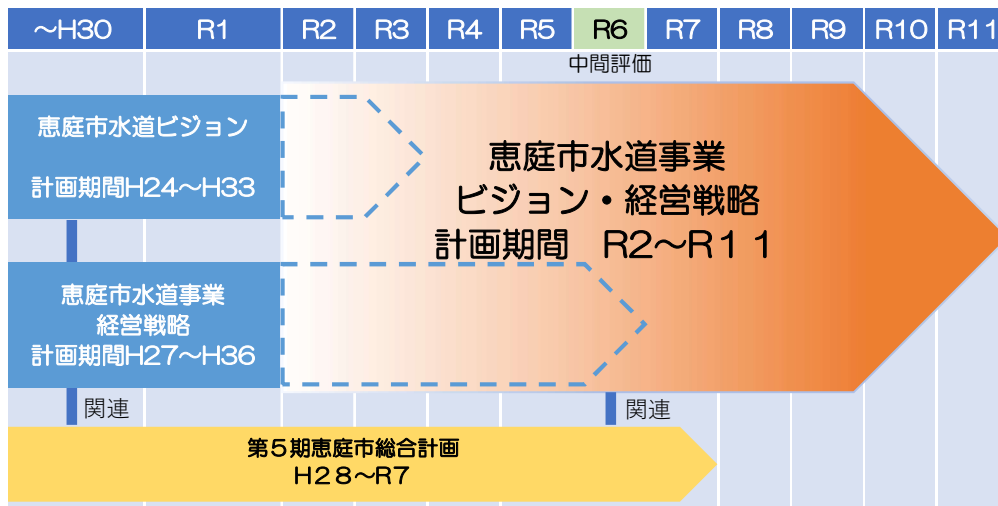 ～H30 R1 R2 R3 R4 R5 R6 R7 R8 R9 R10 R11
中間評価
恵庭市水道ビジョン
計画期間H24～H33
恵庭市水道事業
ビジョン・経営戦略
計画期間　R2～R１１
恵庭市水道事業
経営戦略
計画期間H27～H36
関連
関連
第５期恵庭市総合計画
H２８～R７